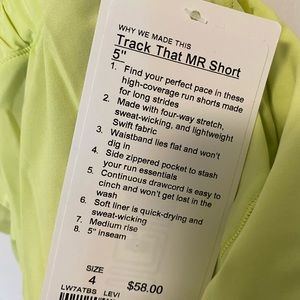 WHY WE MADE THIS
Track That MR Short
5"
1. Find your perfect pace in these
high-coverage run shorts made
for long strides
2. Made with four-way stretch,
sweat-wicking, and lightweight
Swift fabric
3. Waistband lies flat and won't
dig in
4. Side zippered pocket to stash
your run essentials
5. Continuous drawcord is easy to
cinch and won't get lost in the
wash
6. Soft liner is quick-drying and
sweat-wicking
7. Medium rise
8. 5" inseam
SIZE
4 $58.00
LW7ATBS LEVI